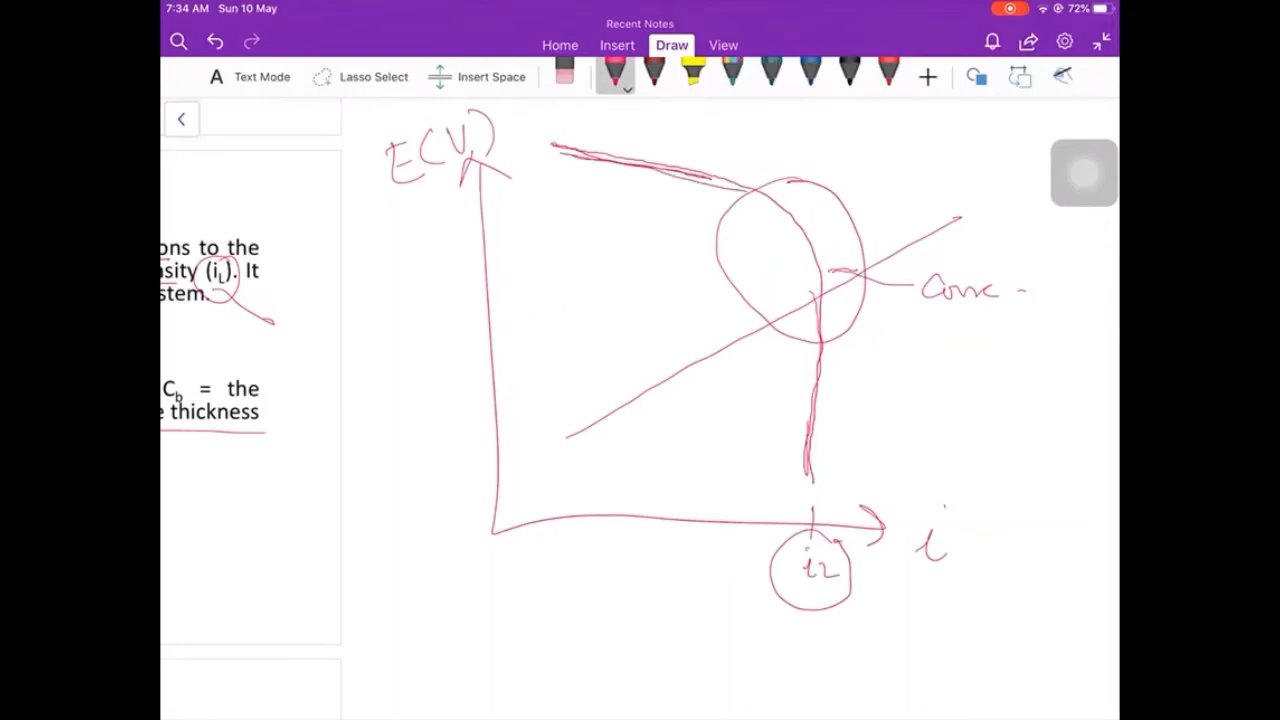 7:34 AM Sun 10 May
72%
Recent Notes
Home Insert Draw View
A Text Mode Lasso Select Insert Space
E(V)
ons to the
sity (iL). It
stem.
Conc -
Cb = the
e thickness
i
iL